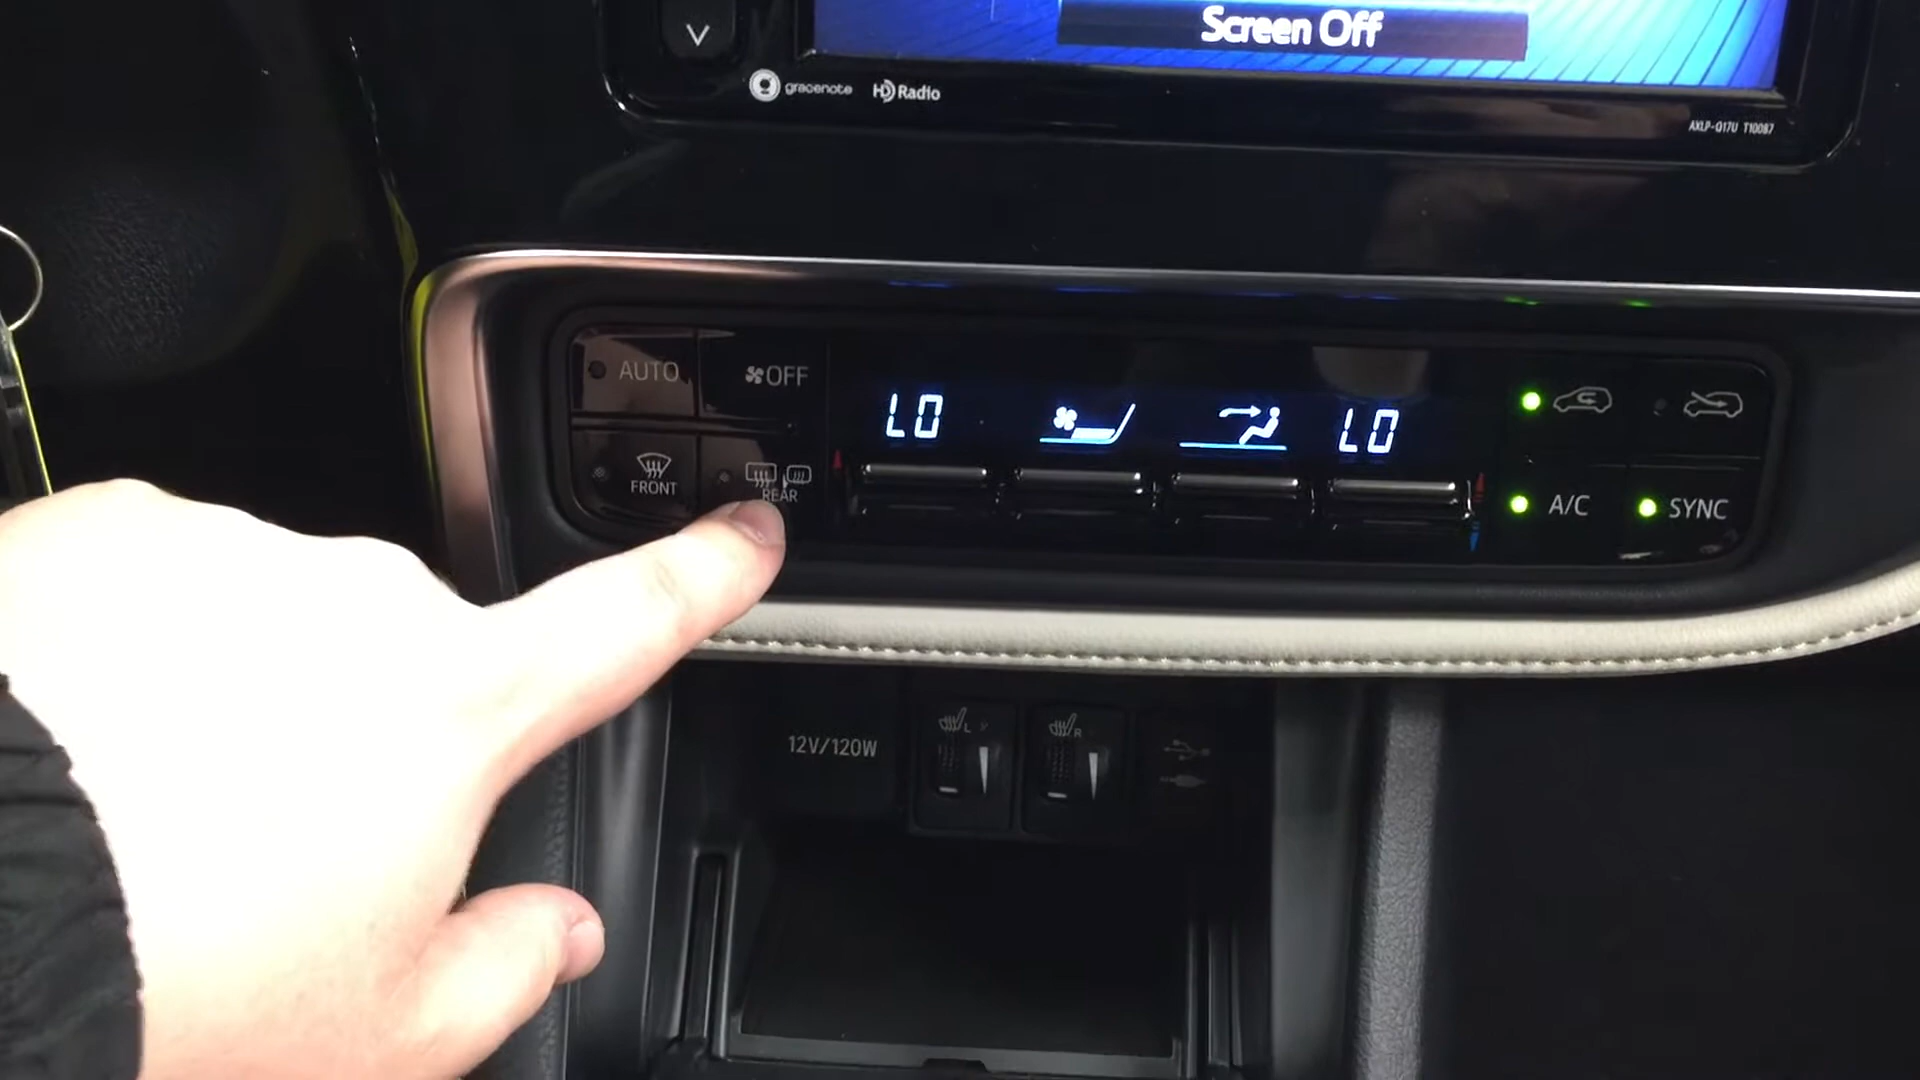 Screen Off
gracenote
HD Radio
AXLP-017U T10087
AUTO
OFF
LO
LO
FRONT
REAR
A/C
SYNC
12V/120W
L
R